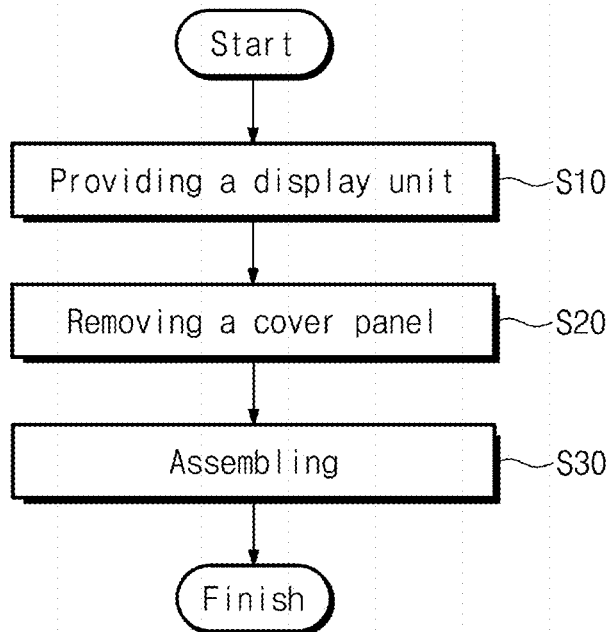 Start
Providing a display unit
S10
Removing a cover panel
S20
Assembling
S30
Finish